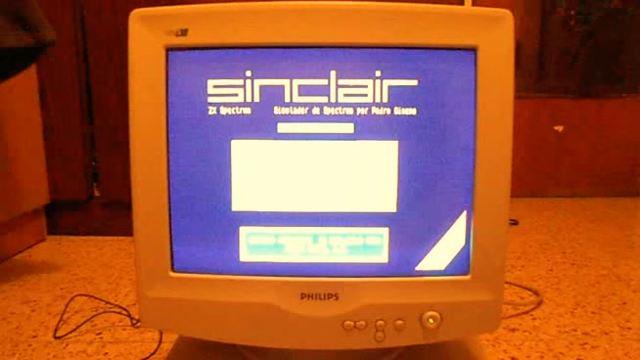 sinclair
ZX Spectrum Simulador de Spectrum por Pedro Gimeno
PHILIPS